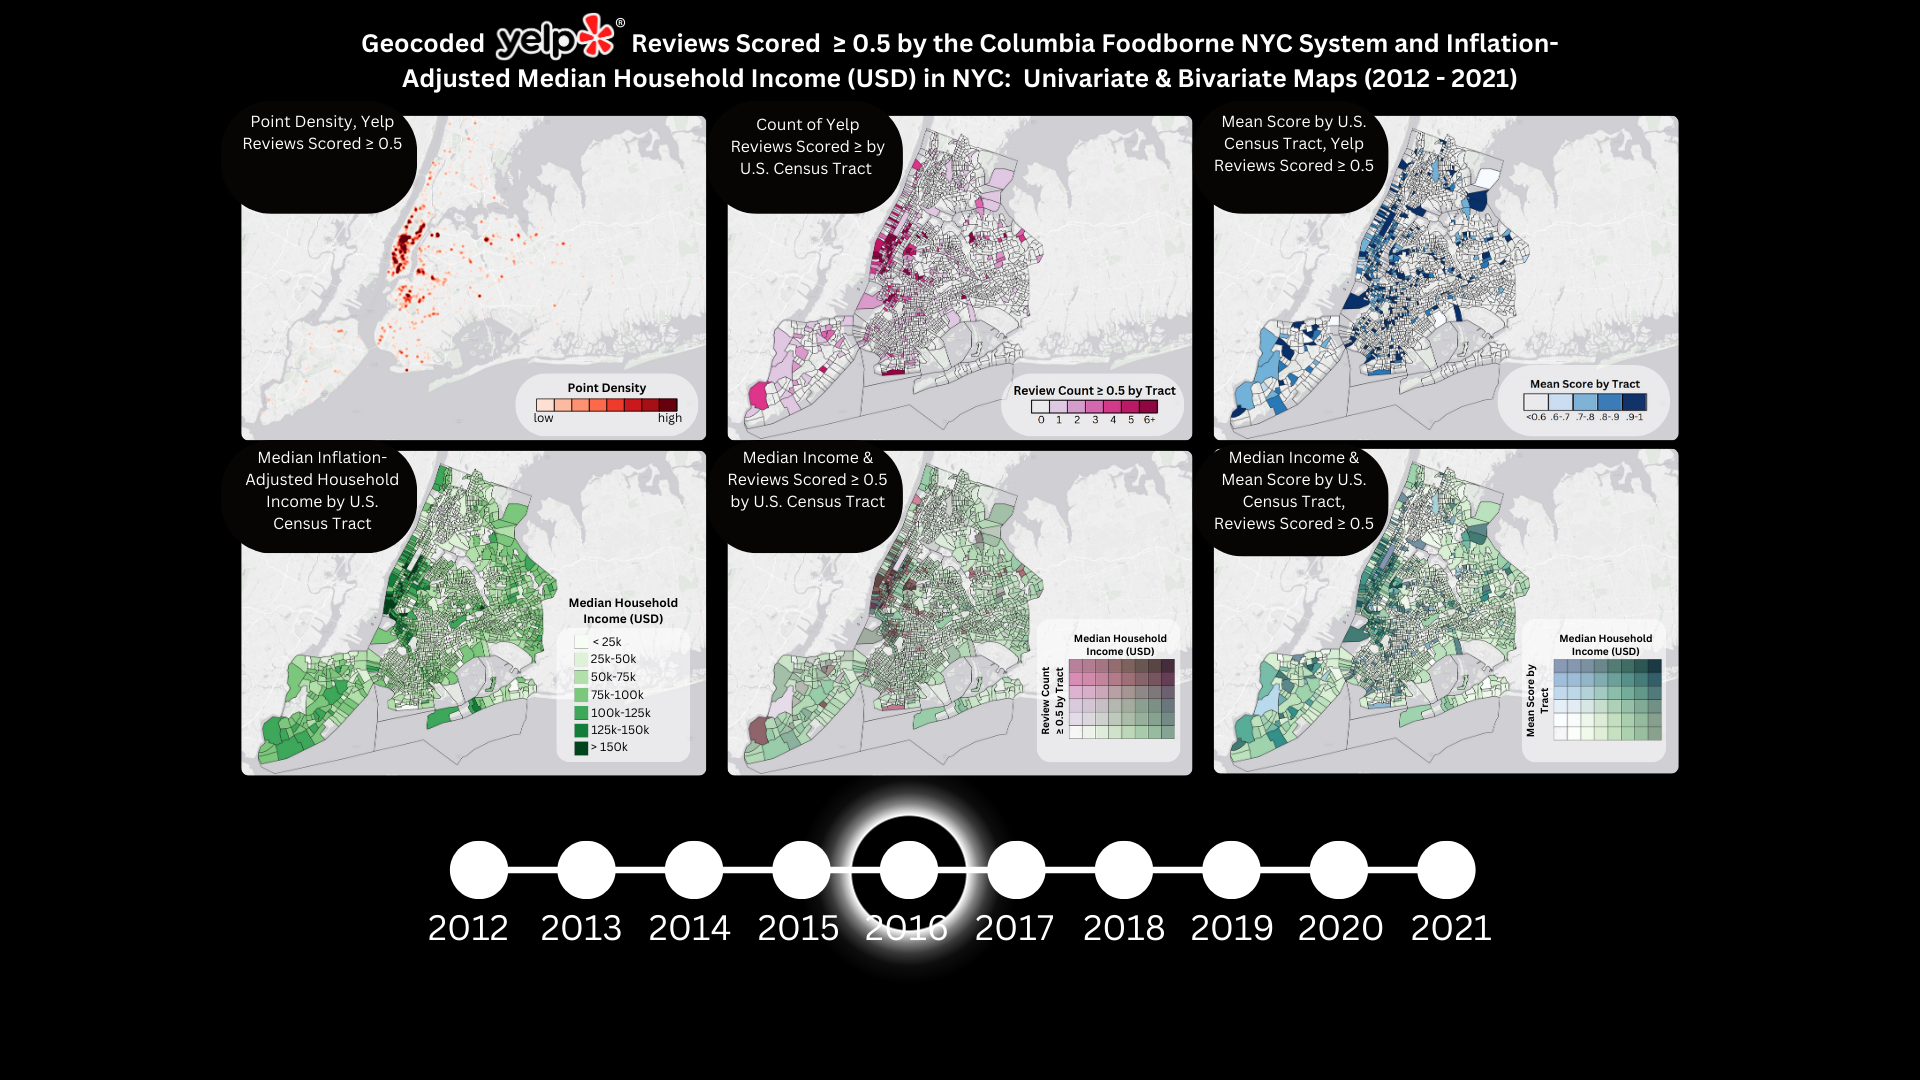 Geocoded yelp® Reviews Scored ≥ 0.5 by the Columbia Foodborne NYC System and Inflation-
Adjusted Median Household Income (USD) in NYC: Univariate & Bivariate Maps (2012 - 2021)
Point Density, Yelp
Reviews Scored ≥ 0.5
Point Density
low high
Count of Yelp
Reviews Scored ≥ by
U.S. Census Tract
Review Count ≥ 0.5 by Tract
0 1 2 3 4 5 6+
Mean Score by U.S.
Census Tract, Yelp
Reviews Scored ≥ 0.5
Mean Score by Tract
<0.6 .6-.7 .7-.8 .8-.9 .9-1
Median Inflation-
Adjusted Household
Income by U.S.
Census Tract
Median Household
Income (USD)
< 25k
25k-50k
50k-75k
75k-100k
100k-125k
125k-150k
> 150k
Median Income &
Reviews Scored ≥ 0.5
by U.S. Census Tract
Median Household
Income (USD)
Review Count
≥ 0.5 by Tract
Median Income &
Mean Score by U.S.
Census Tract,
Reviews Scored ≥ 0.5
Median Household
Income (USD)
Mean Score by
Tract
2012 2013 2014 2015 2016 2017 2018 2019 2020 2021